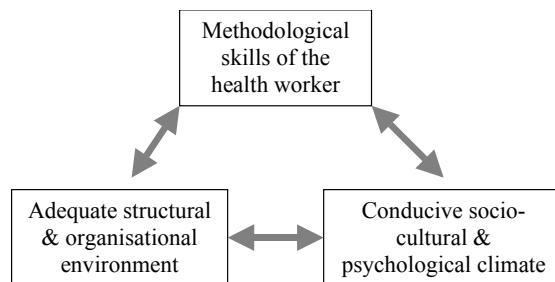 Methodological
skills of the
health worker
Adequate structural
& organisational
environment
Conducive socio-
cultural &
psychological climate